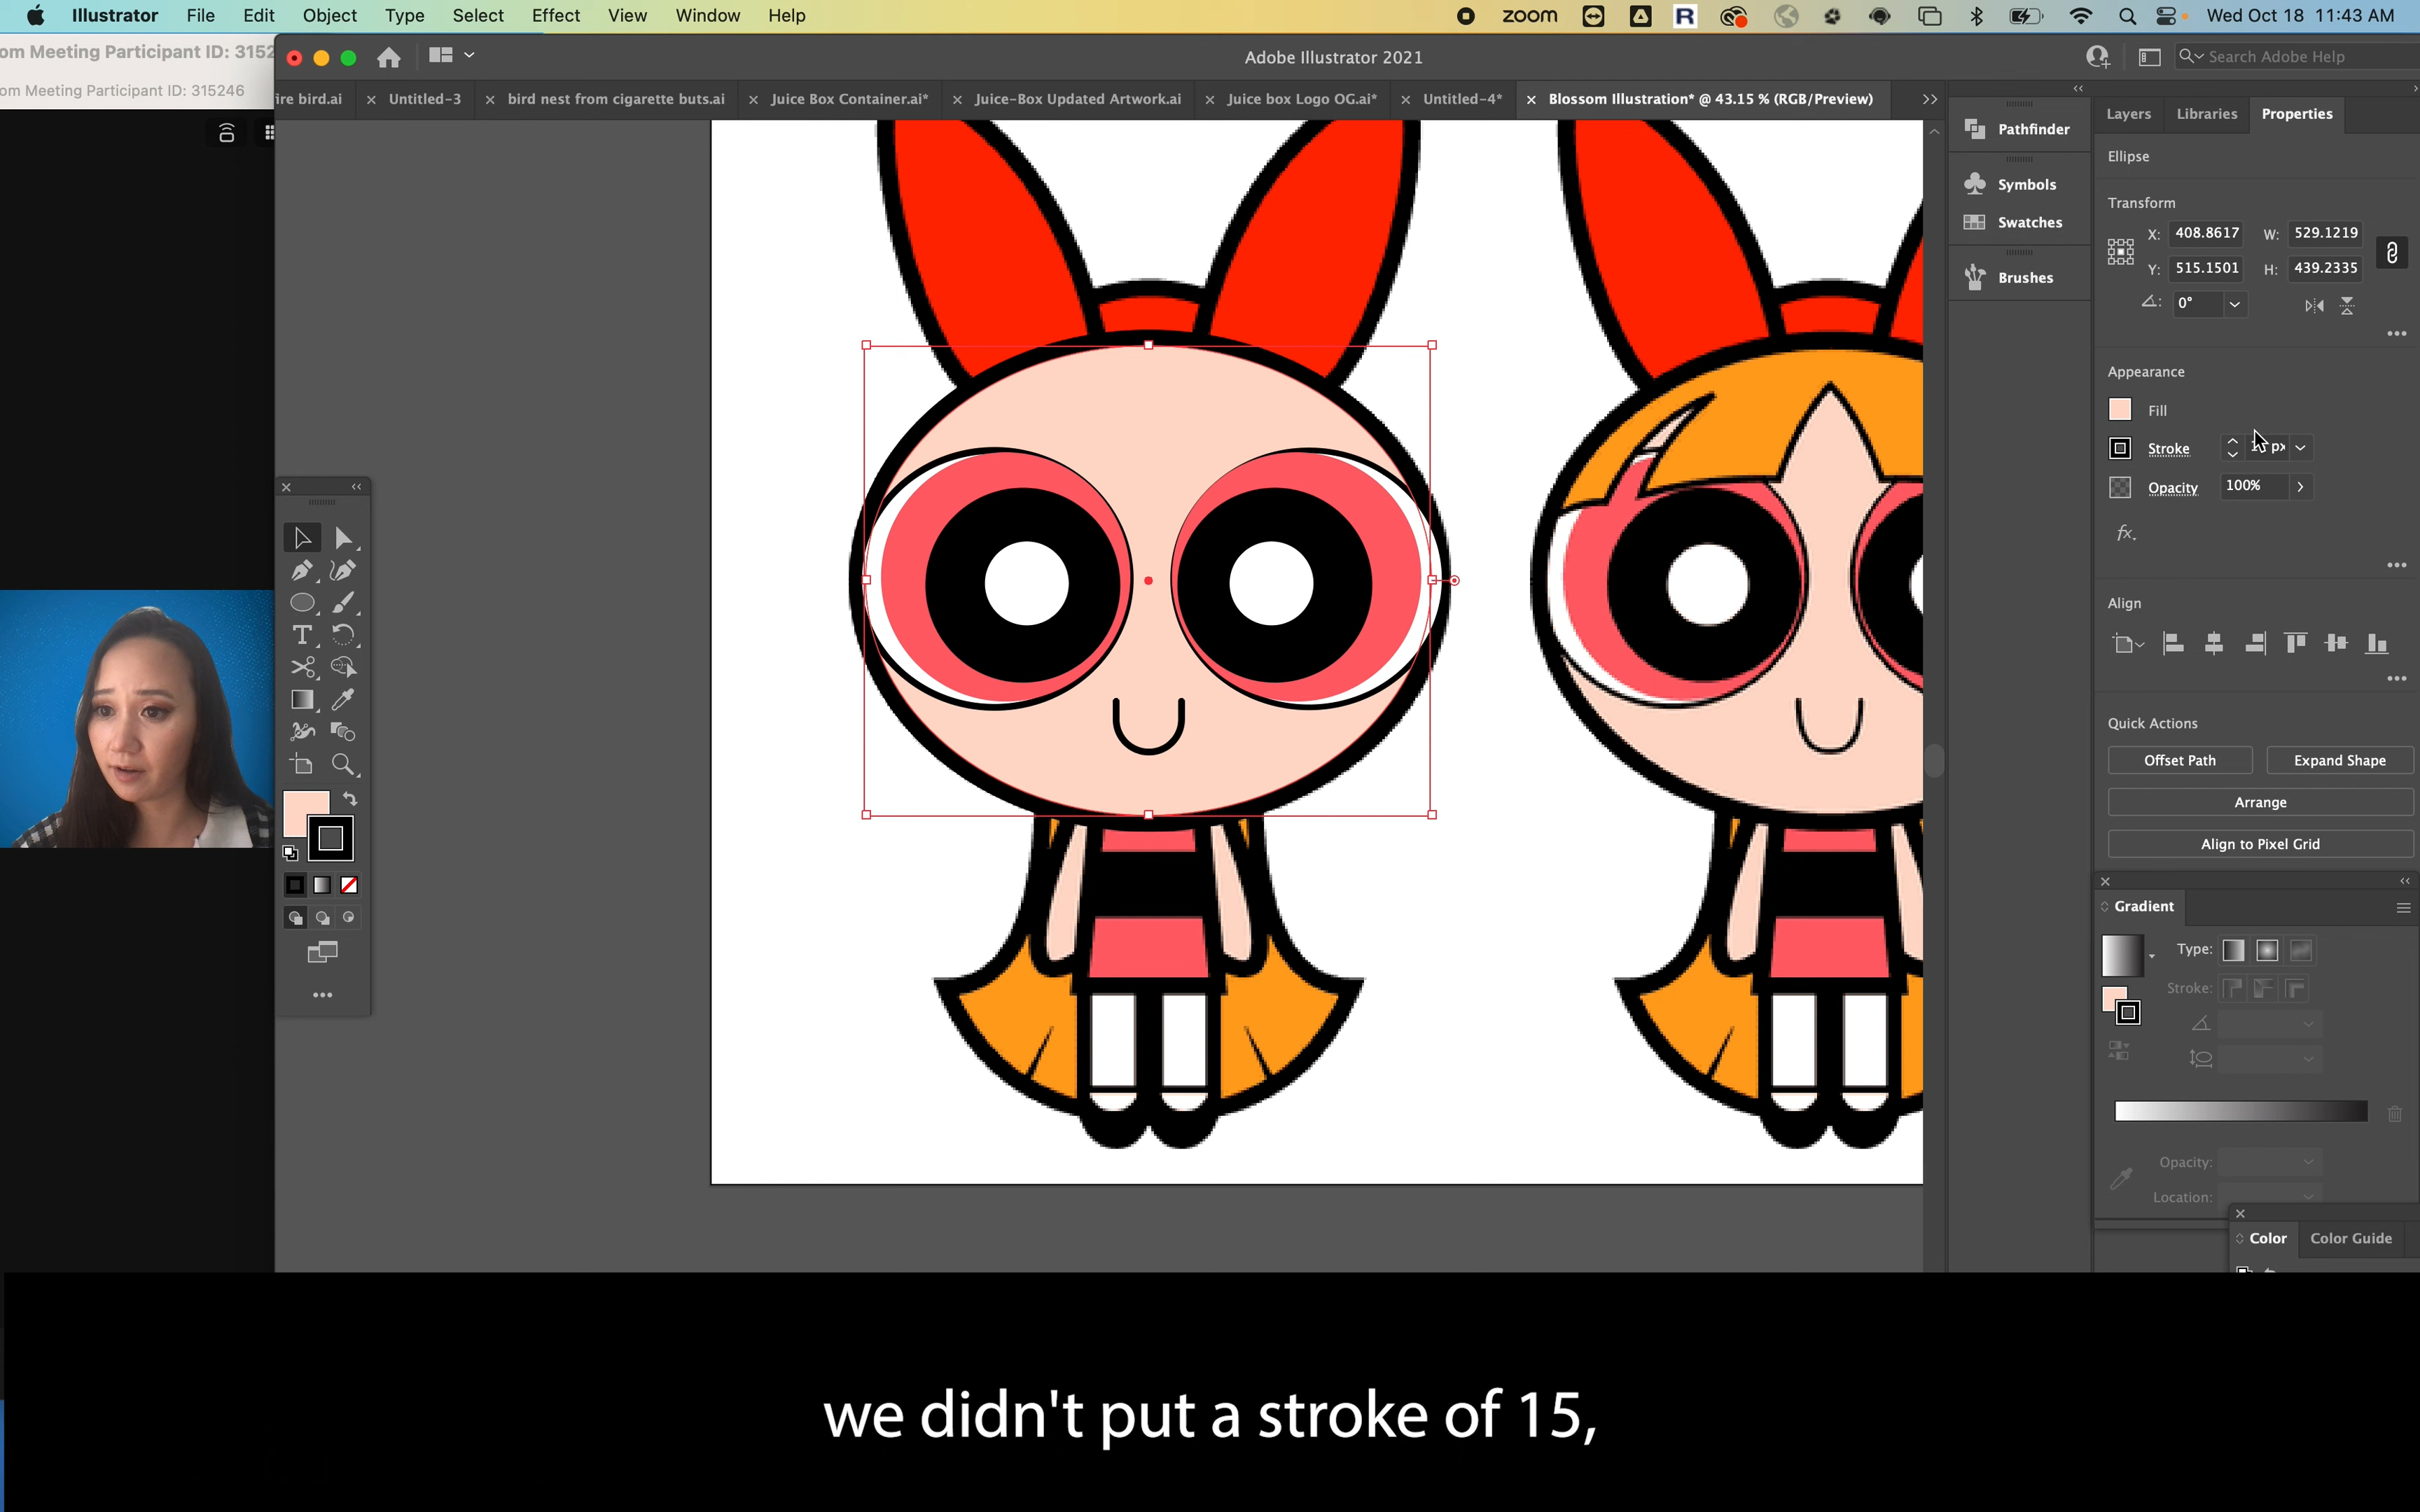 Illustrator File Edit Object Type Select Effect View Window Help zoom R Wed Oct 18 11:43 AM
om Meeting Participant ID: 3152
om Meeting Participant ID: 315246
Adobe Illustrator 2021
Search Adobe Help
ire bird.ai Untitled-3 bird nest from cigarette buts.ai Juice Box Container.ai* Juice-Box Updated Artwork.ai Juice box Logo OG.ai* Untitled-4* Blossom Illustration* @ 43.15 % (RGB/Preview)
Pathfinder
Symbols
Swatches
Brushes
Layers Libraries Properties
Ellipse
Transform
X: 408.8617 W: 529.1219
Y: 515.1501 H: 439.2335
0°
Appearance
Fill
Stroke px
Opacity 100%
fx.
Align
Quick Actions
Offset Path Expand Shape
Arrange
Align to Pixel Grid
Gradient
Type:
Stroke:
Opacity:
Location:
Color Color Guide
we didn't put a stroke of 15,